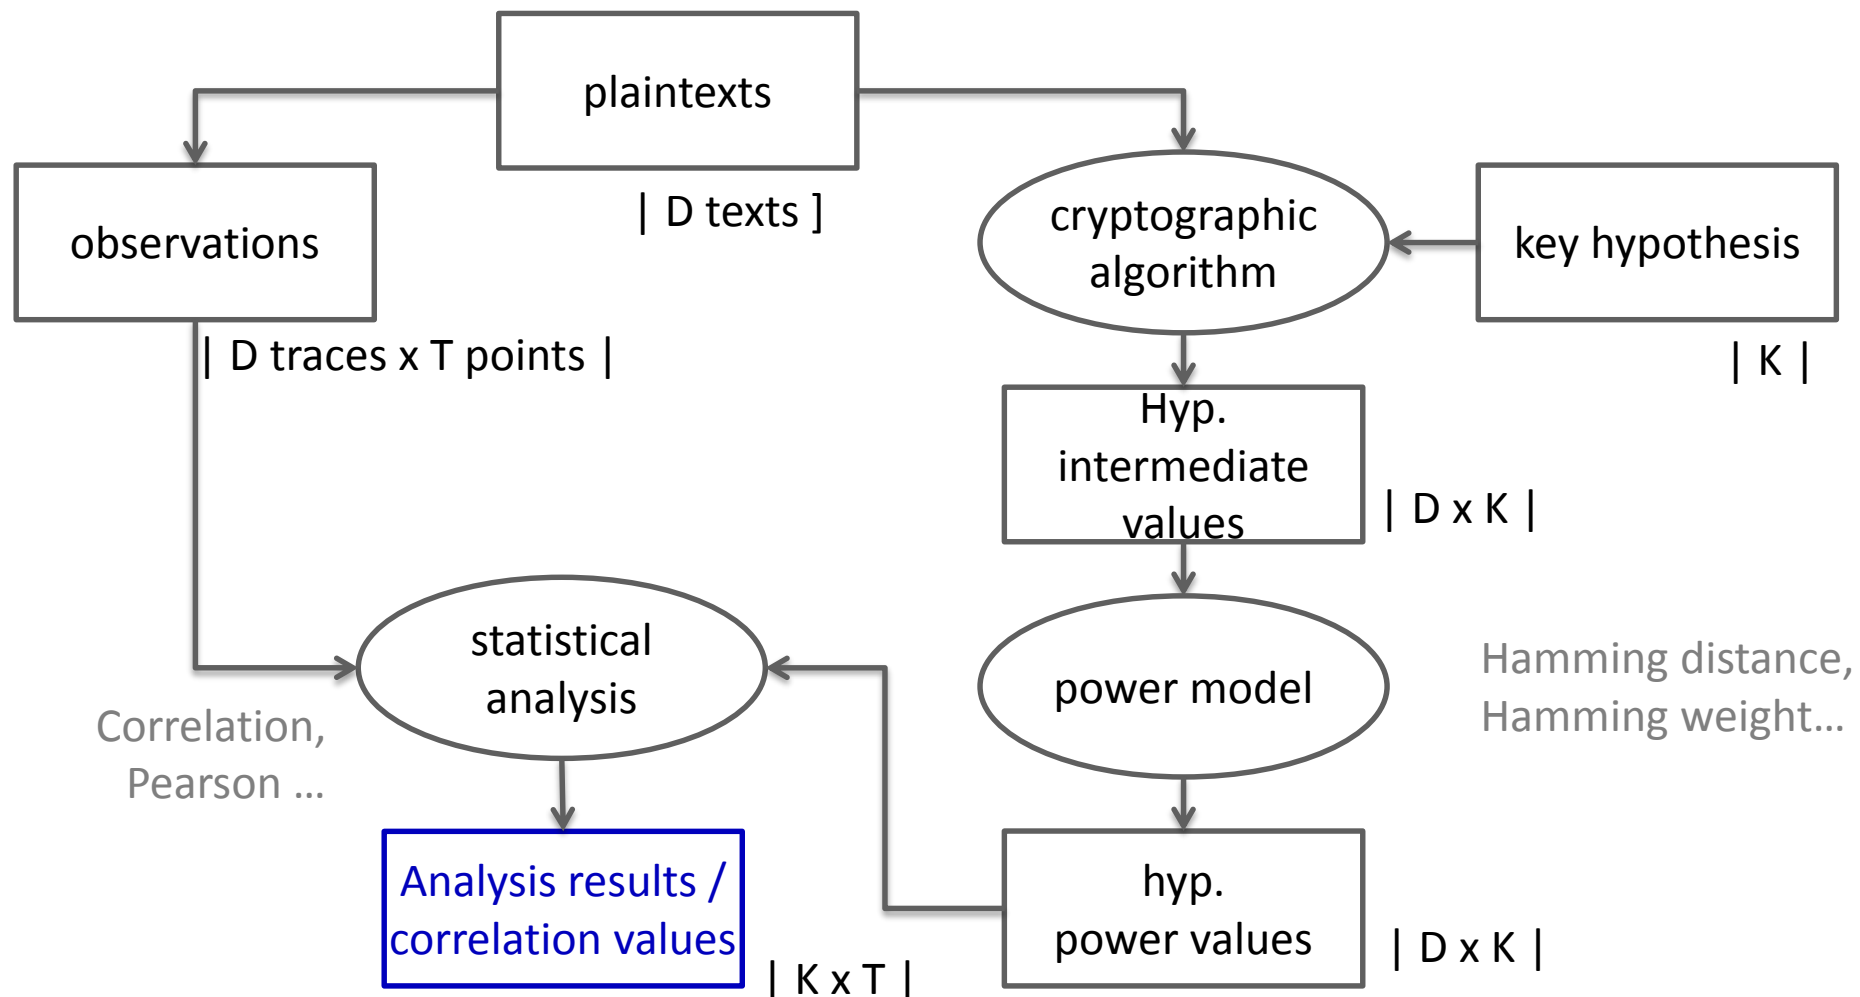 plaintexts
| D texts ]
observations
| D traces x T points |
cryptographic
algorithm
key hypothesis
| K |
Hyp.
intermediate
values
| D x K |
statistical
analysis
Correlation,
Pearson ...
power model
Hamming distance,
Hamming weight...
Analysis results /
correlation values
| K x T |
hyp.
power values
| D x K |